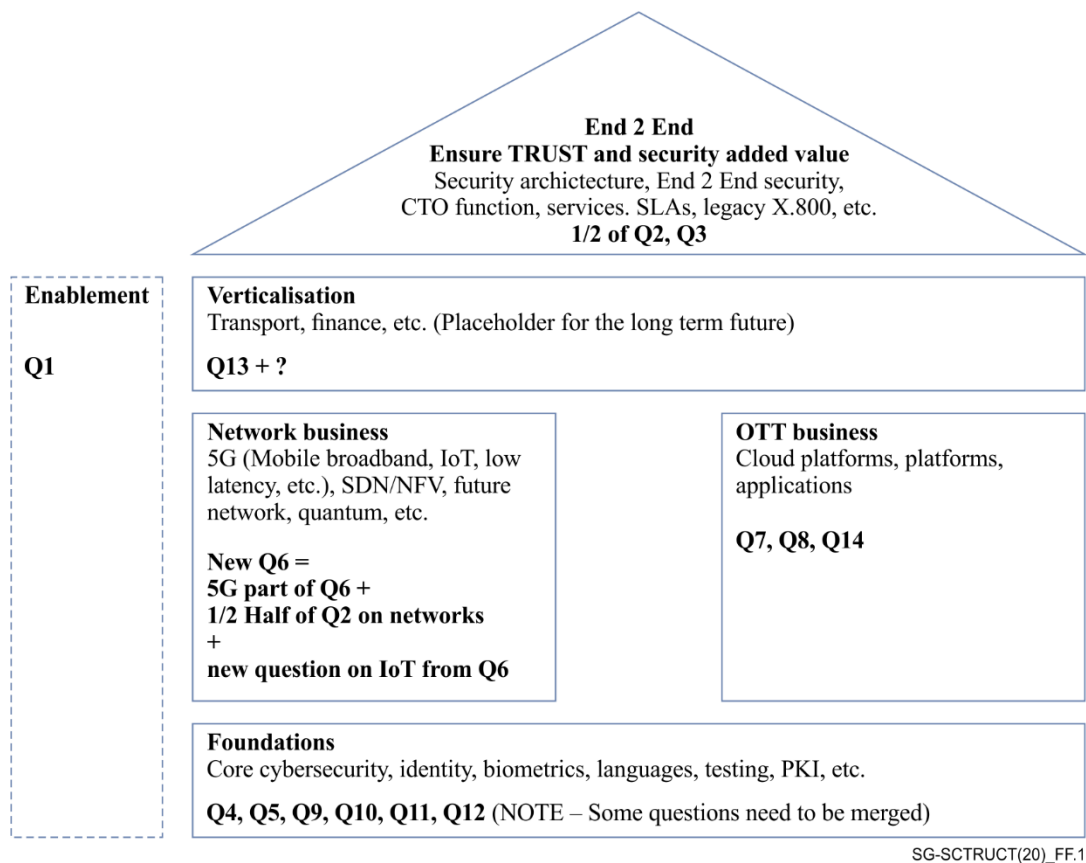 End 2 End
Ensure TRUST and security added value
Security archictecture, End 2 End security,
CTO function, services. SLAs, legacy X.800, etc.
1/2 of Q2, Q3
Enablement
Q1
Verticalisation
Transport, finance, etc. (Placeholder for the long term future)
Q13 + ?
Network business
5G (Mobile broadband, IoT, low
latency, etc.), SDN/NFV, future
network, quantum, etc.
New Q6 =
5G part of Q6 +
1/2 Half of Q2 on networks
+
new question on IoT from Q6
OTT business
Cloud platforms, platforms,
applications
Q7, Q8, Q14
Foundations
Core cybersecurity, identity, biometrics, languages, testing, PKI, etc.
Q4, Q5, Q9, Q10, Q11, Q12 (NOTE – Some questions need to be merged)
SG-SCTRUCT(20)_FF.1